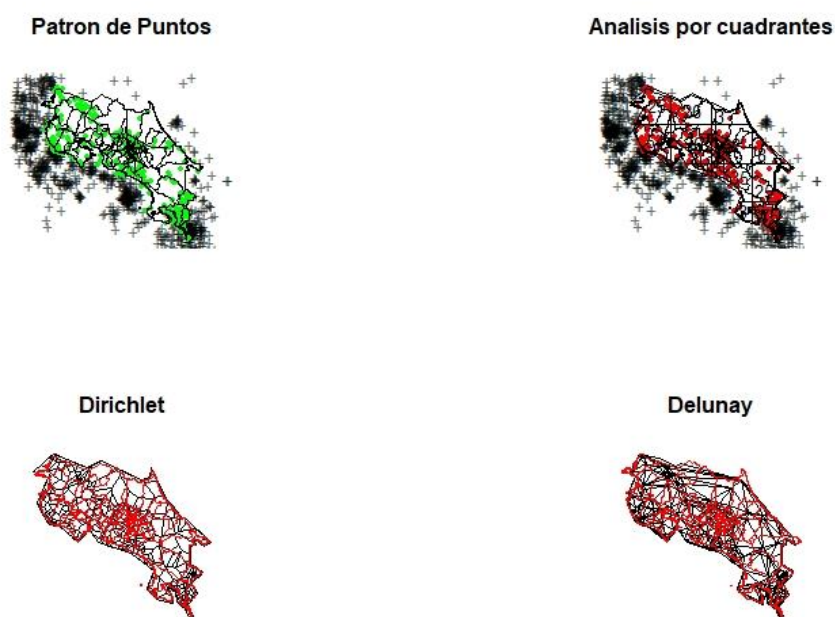 Patron de Puntos
Analisis por cuadrantes
Dirichlet
Delunay